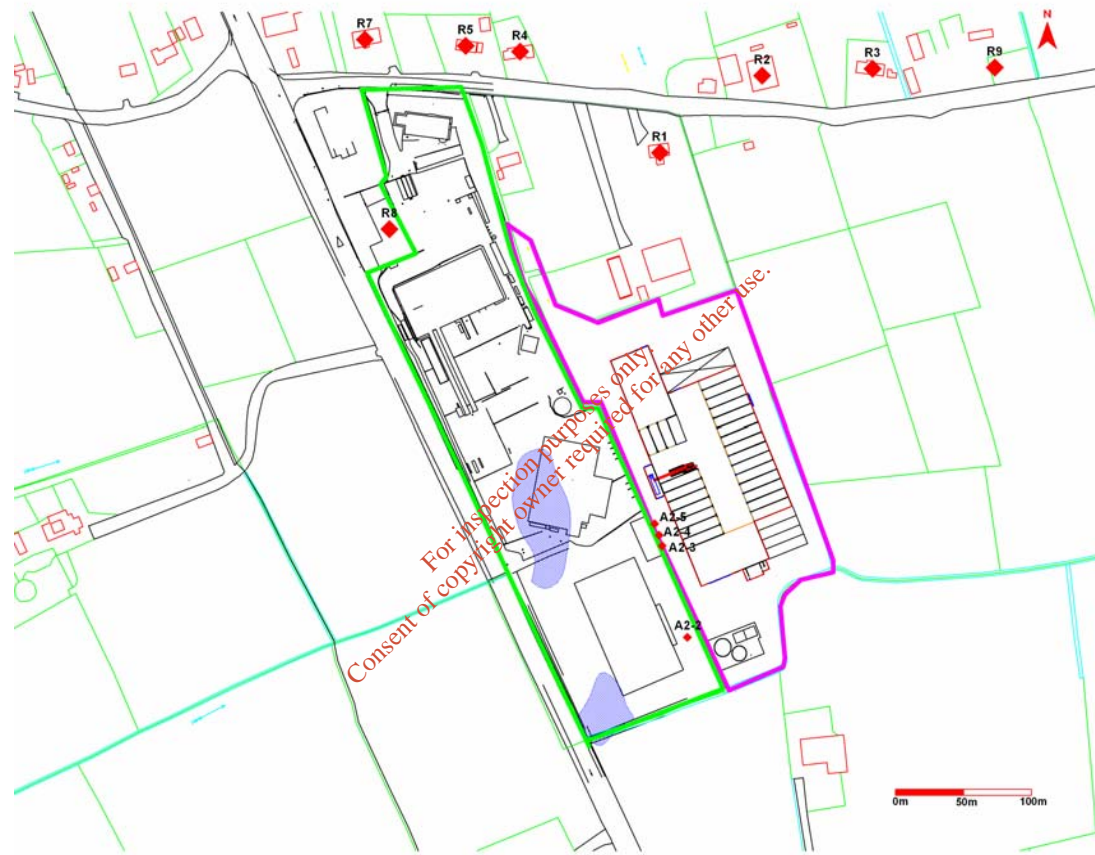 R7
R5
R4
R2
R3
R9
N
R1
R8
For inspection purposes only.
Consent of copyright owner required for any other use.
A2-5
A2-4
A2-3
A2-2
0m 50m 100m